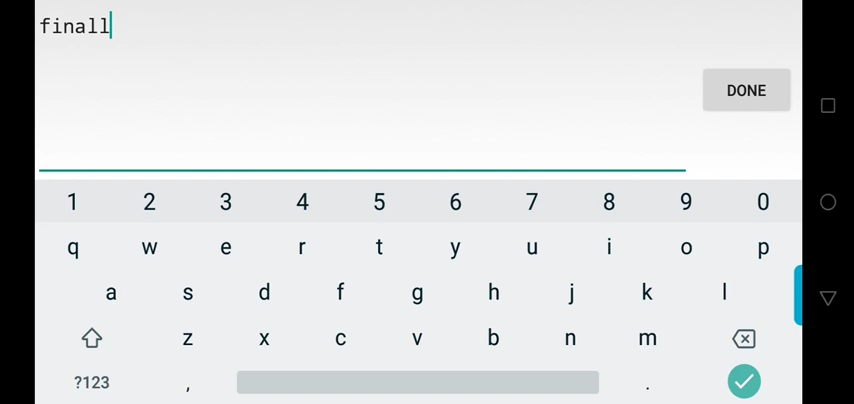 finall
DONE
1 2 3 4 5 6 7 8 9 0
q w e r t y u i o p
a s d f g h j k l
z x c v b n m
?123 , .